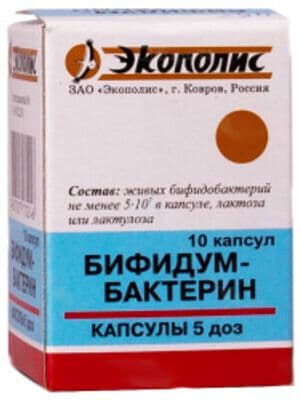 Экополис
ЗАО «Экополис», г. Ковров, Россия
Состав: живых бифидобактерий
не менее 5·10⁷ в капсуле, лактоза
или лактулоза
10 капсул
БИФИДУМ-
БАКТЕРИН
КАПСУЛЫ 5 доз